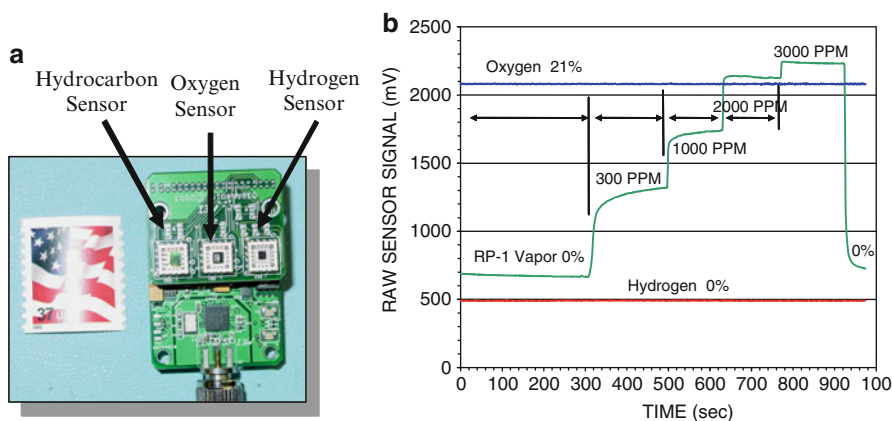 a
Hydrocarbon
Sensor
Oxygen
Sensor
Hydrogen
Sensor
37
b
RAW SENSOR SIGNAL (mV)
2500
2000
1500
1000
500
0
Oxygen 21%
3000 PPM
2000 PPM
1000 PPM
300 PPM
RP-1 Vapor 0%
0%
Hydrogen 0%
0 100 200 300 400 500 600 700 800 900 100
TIME (sec)